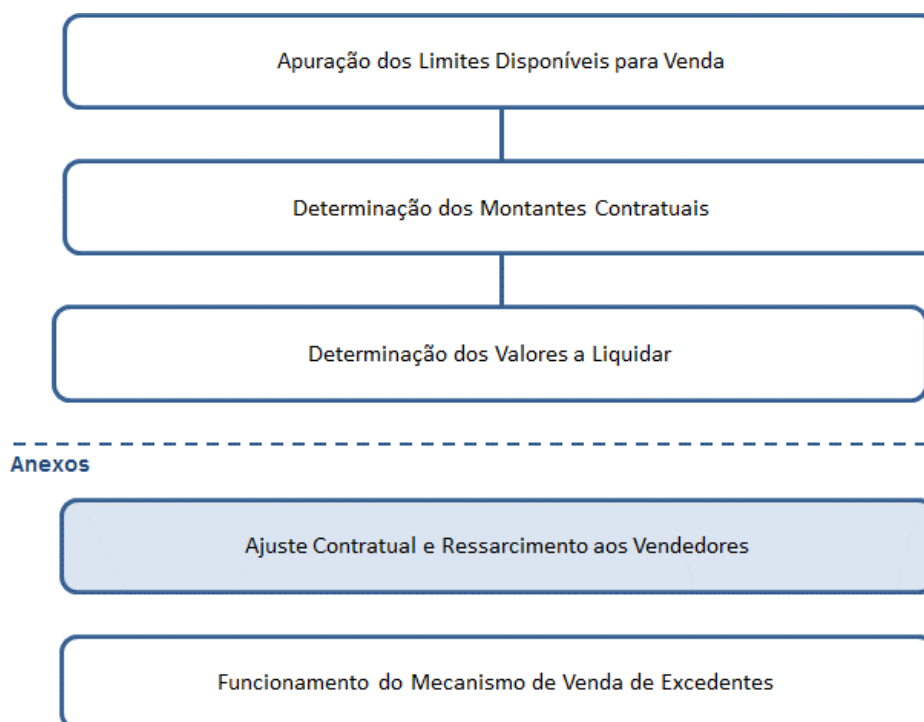 Apuração dos Limites Disponíveis para Venda
Determinação dos Montantes Contratuais
Determinação dos Valores a Liquidar
Anexos
Ajuste Contratual e Ressarcimento aos Vendedores
Funcionamento do Mecanismo de Venda de Excedentes